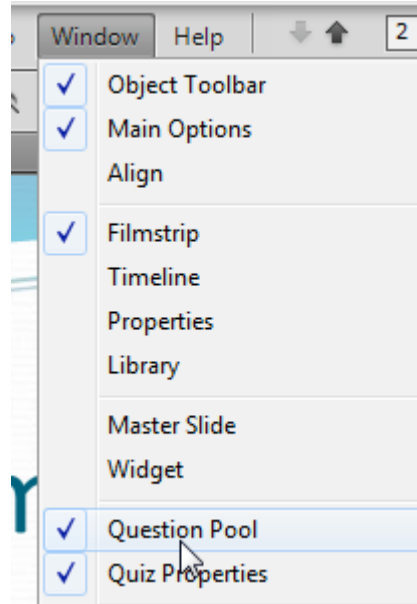 Window Help 2
Object Toolbar
Main Options
Align
Filmstrip
Timeline
Properties
Library
Master Slide
Widget
Question Pool
Quiz Properties